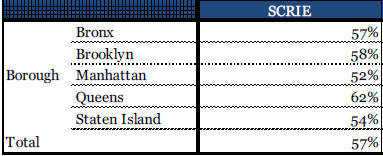 SCRIE
Bronx 57%
Brooklyn 58%
Borough Manhattan 52%
Queens 62%
Staten Island 54%
Total 57%